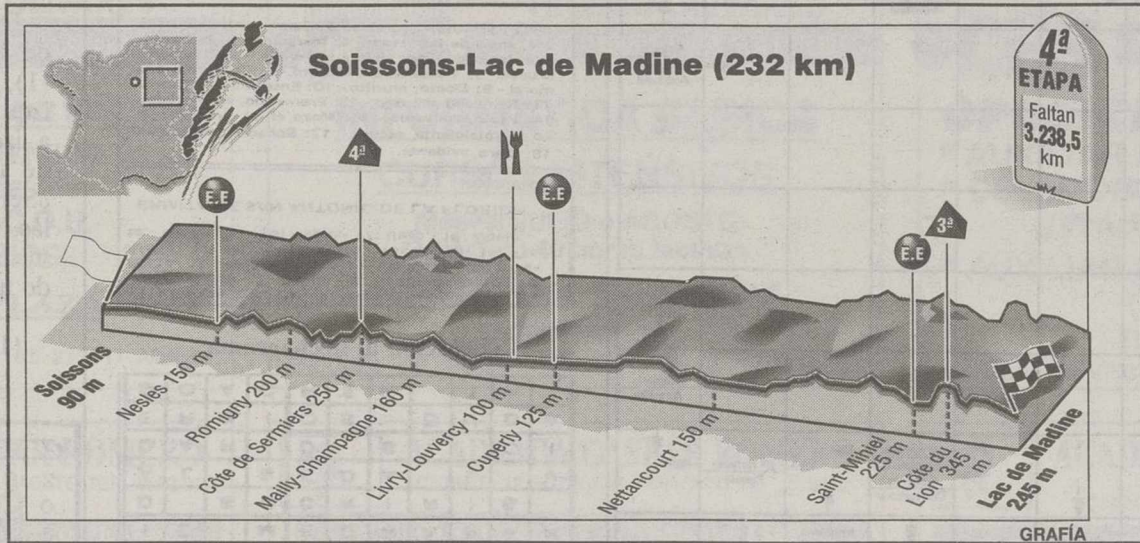 Soissons-Lac de Madine (232 km)
4ª
ETAPA
Faltan
3.238,5
km
E.E
4ª
E.E
E.E
3ª
Soissons
90 m
Nesles 150 m
Romigny 200 m
Côte de Sermiers 250 m
Mailly-Champagne 160 m
Livry-Louvercy 100 m
Cuperly 125 m
Nettancourt 150 m
Saint-Mihiel
225 m
Côte du
Lion 345
m
Lac de Madine
245 m
GRAFÍA